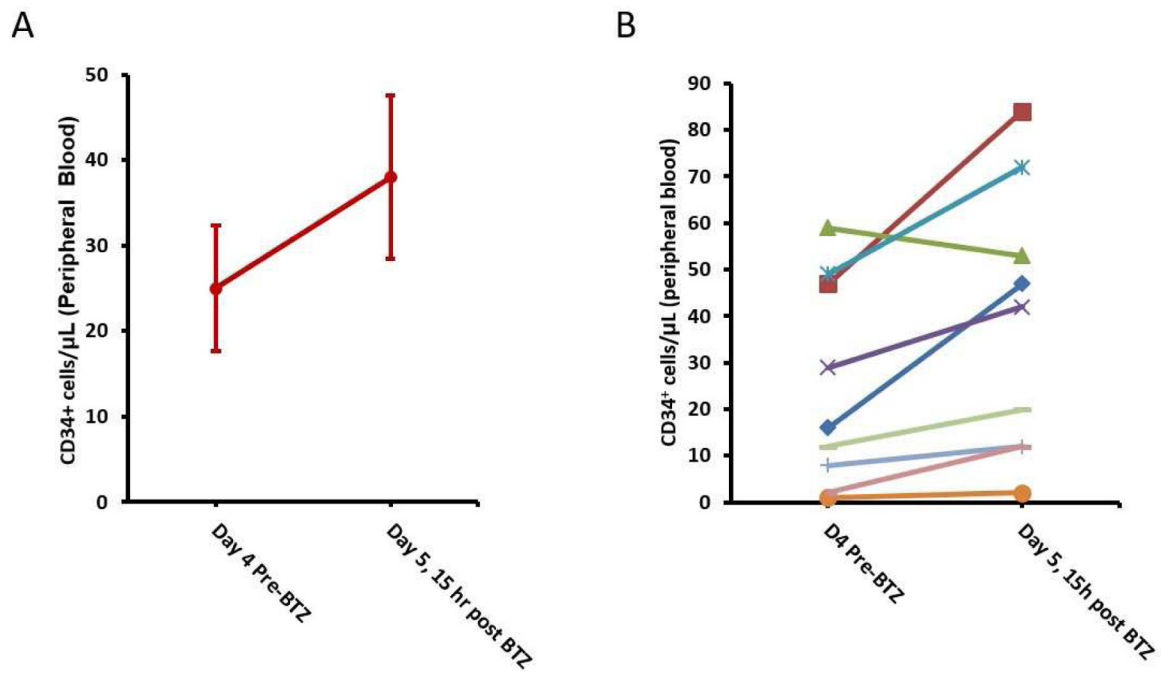 A
CD34+ cells/µL (Peripheral Blood)
50
40
30
20
10
0
Day 4 Pre-BTZ
Day 5, 15 hr post BTZ
B
CD34⁺ cells/µL (peripheral blood)
90
80
70
60
50
40
30
20
10
0
D4 Pre-BTZ
Day 5, 15h post BTZ